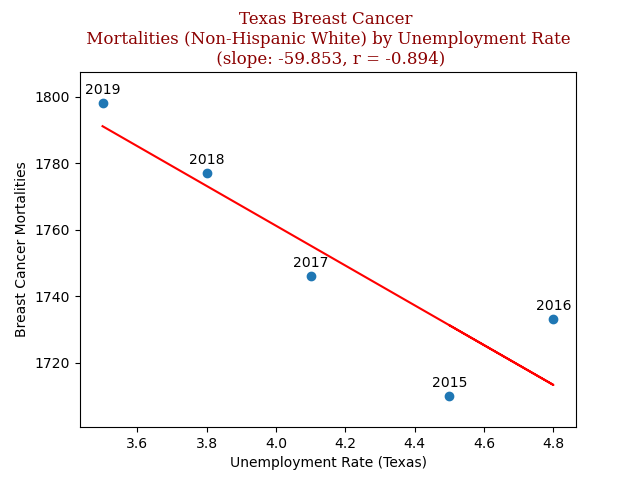 Texas Breast Cancer
Mortalities (Non-Hispanic White) by Unemployment Rate
(slope: -59.853, r = -0.894)
2019
1800
2018
1780
1760
2017
1740
2016
1720
2015
Breast Cancer Mortalities
3.6 3.8 4.0 4.2 4.4 4.6 4.8
Unemployment Rate (Texas)